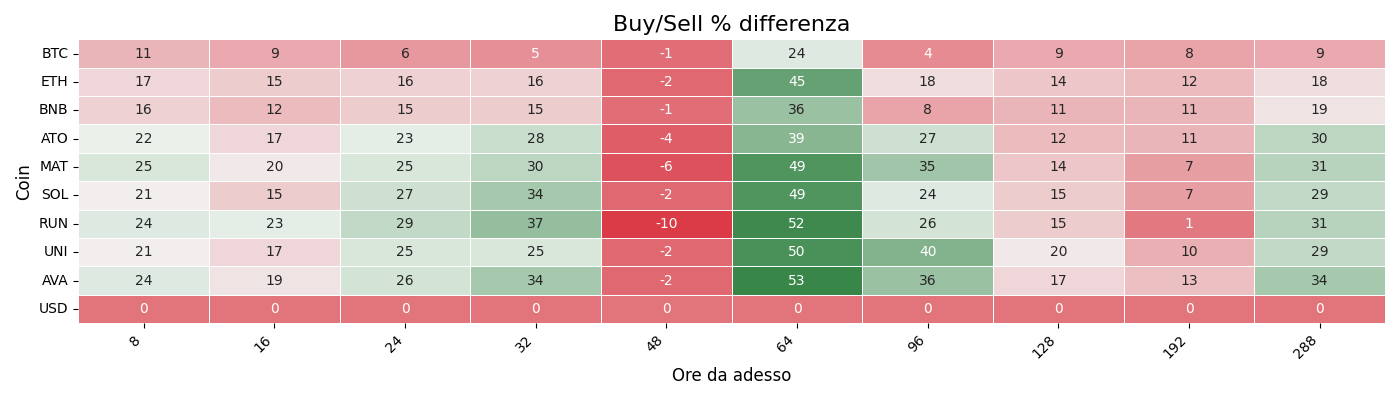 Buy/Sell % differenza
BTC 11 9 6 5 -1 24 4 9 8 9
ETH 17 15 16 16 -2 45 18 14 12 18
BNB 16 12 15 15 -1 36 8 11 11 19
ATO 22 17 23 28 -4 39 27 12 11 30
MAT 25 20 25 30 -6 49 35 14 7 31
SOL 21 15 27 34 -2 49 24 15 7 29
RUN 24 23 29 37 -10 52 26 15 1 31
UNI 21 17 25 25 -2 50 40 20 10 29
AVA 24 19 26 34 -2 53 36 17 13 34
USD 0 0 0 0 0 0 0 0 0 0
Coin
8 16 24 32 48 64 96 128 192 288
Ore da adesso